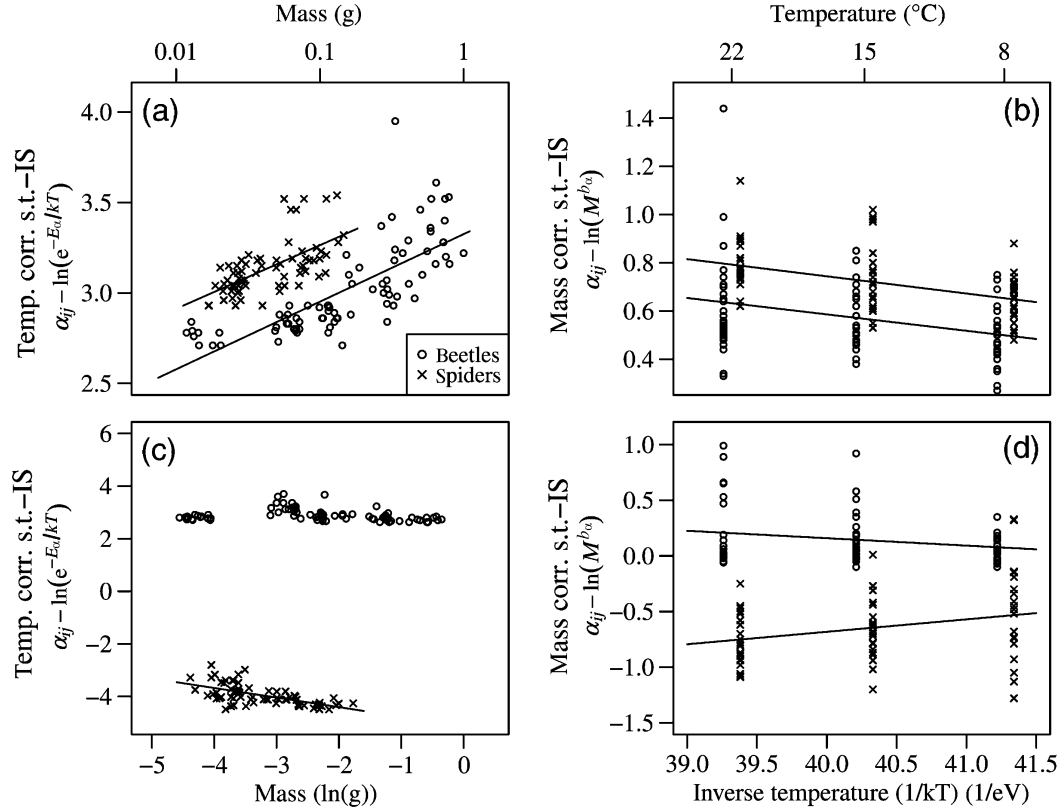 Mass (g)
0.01 0.1 1
Temperature (°C)
22 15 8
(a)
Temp. corr. s.t.–IS
αij – ln(e^−Eα/kT)
4.0
3.5
3.0
2.5
Beetles
Spiders
(b)
Mass corr. s.t.–IS
αij – ln(M^bα)
1.4
1.2
1.0
0.8
0.6
0.4
(c)
Temp. corr. s.t.–IS
αij – ln(e^−Eα/kT)
6
4
2
0
−2
−4
−5 −4 −3 −2 −1 0
Mass (ln(g))
(d)
Mass corr. s.t.–IS
αij – ln(M^bα)
1.0
0.5
0.0
−0.5
−1.0
−1.5
39.0 39.5 40.0 40.5 41.0 41.5
Inverse temperature (1/kT) (1/eV)